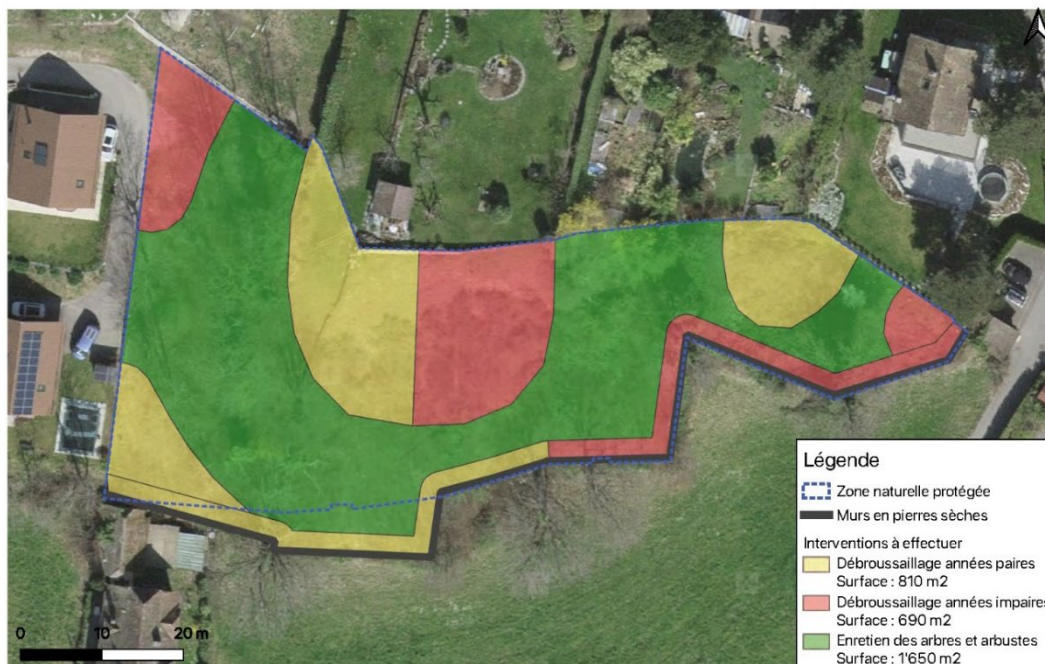 Légende
Zone naturelle protégée
Murs en pierres sèches
Interventions à effectuer
Débroussaillage années paires
Surface : 810 m2
Débroussaillage années impaires
Surface : 690 m2
Enretien des arbres et arbustes
Surface : 1'650 m2
0 10 20 m